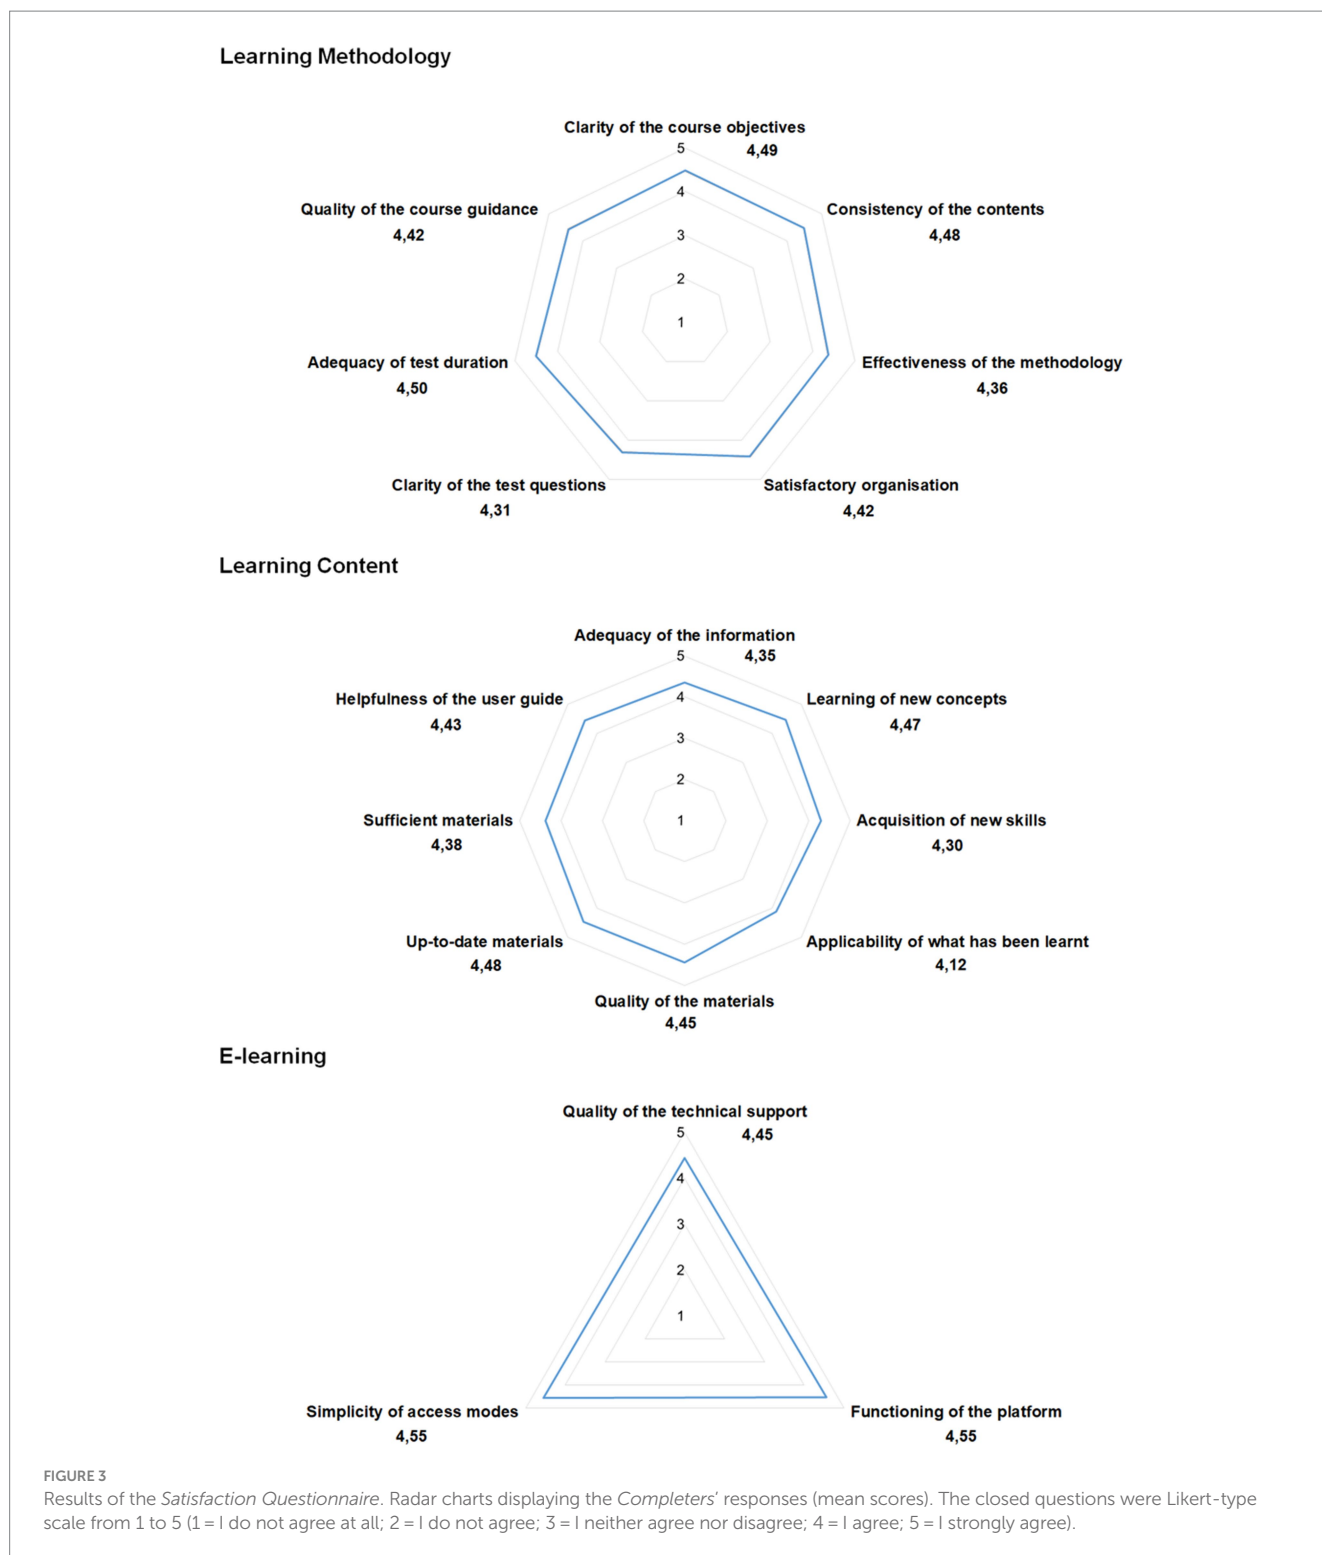 Learning Methodology
Clarity of the course objectives
4,49
5
4
3
2
1
Quality of the course guidance
4,42
Consistency of the contents
4,48
Adequacy of test duration
4,50
Effectiveness of the methodology
4,36
Clarity of the test questions
4,31
Satisfactory organisation
4,42
Learning Content
Adequacy of the information
4,35
5
4
3
2
1
Helpfulness of the user guide
4,43
Learning of new concepts
4,47
Sufficient materials
4,38
Acquisition of new skills
4,30
Up-to-date materials
4,48
Applicability of what has been learnt
4,12
Quality of the materials
4,45
E-learning
Quality of the technical support
4,45
5
4
3
2
1
Simplicity of access modes
4,55
Functioning of the platform
4,55
FIGURE 3
Results of the Satisfaction Questionnaire. Radar charts displaying the Completers' responses (mean scores). The closed questions were Likert-type
scale from 1 to 5 (1 = I do not agree at all; 2 = I do not agree; 3 = I neither agree nor disagree; 4 = I agree; 5 = I strongly agree).